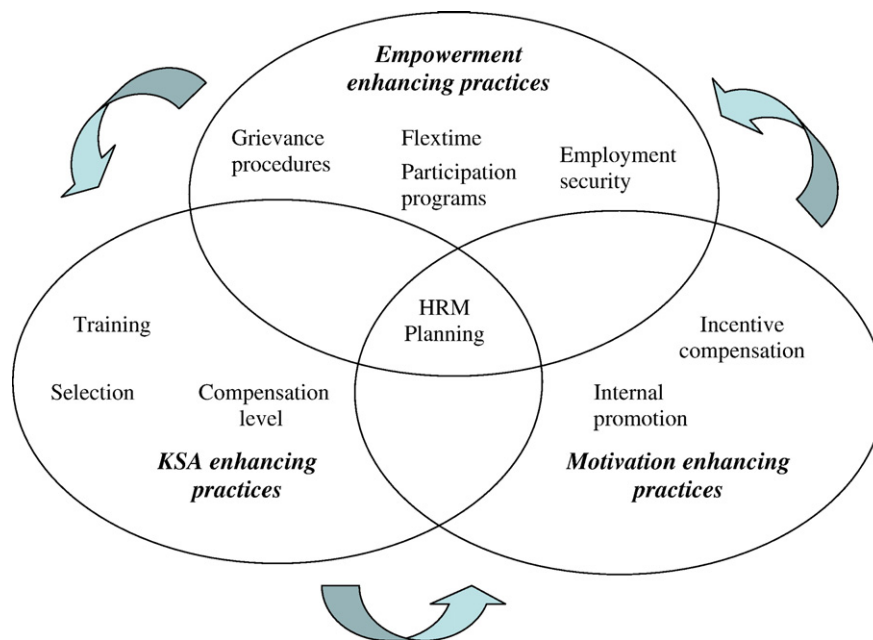 Empowerment
enhancing practices
Grievance
procedures
Flextime
Participation
programs
Employment
security
HRM
Planning
Training
Selection
Compensation
level
KSA enhancing
practices
Incentive
compensation
Internal
promotion
Motivation enhancing
practices